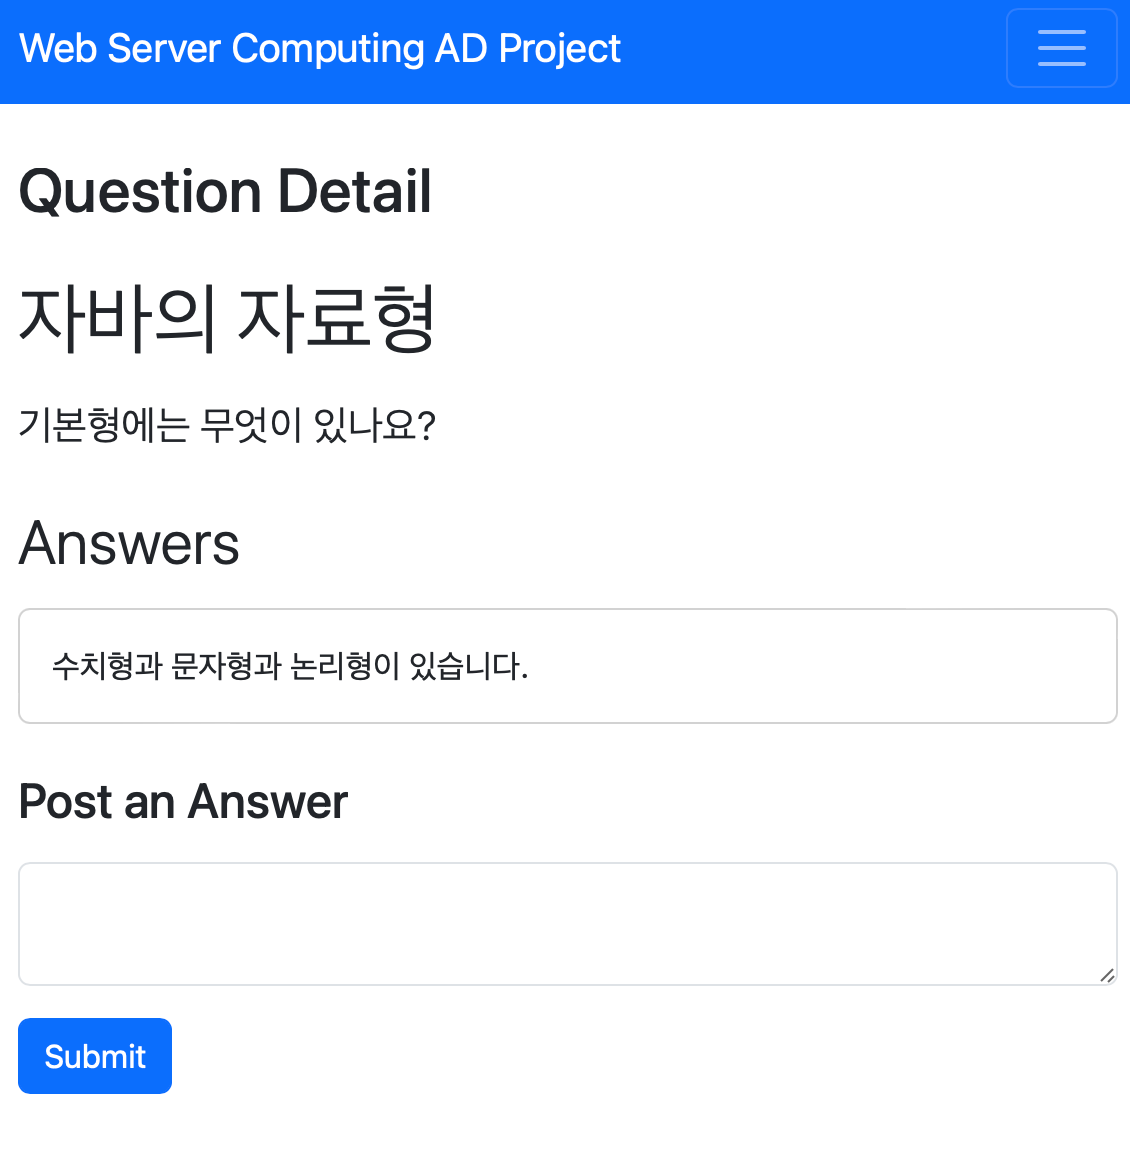 Web Server Computing AD Project
Question Detail
자바의 자료형
기본형에는 무엇이 있나요?
Answers
수치형과 문자형과 논리형이 있습니다.
Post an Answer
Submit